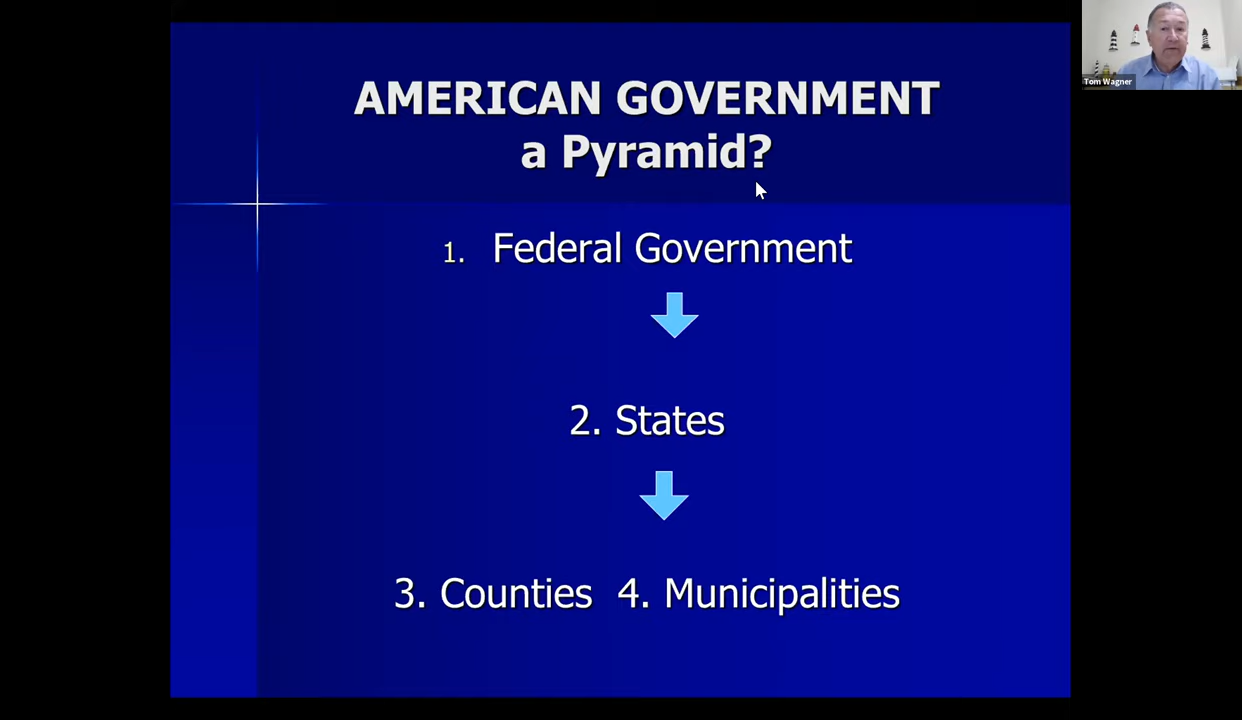 AMERICAN GOVERNMENT
a Pyramid?
1. Federal Government
2. States
3. Counties 4. Municipalities
Tom Wagner